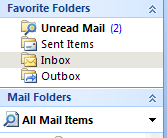 Favorite Folders
Unread Mail (2)
Sent Items
Inbox
Outbox
Mail Folders
All Mail Items